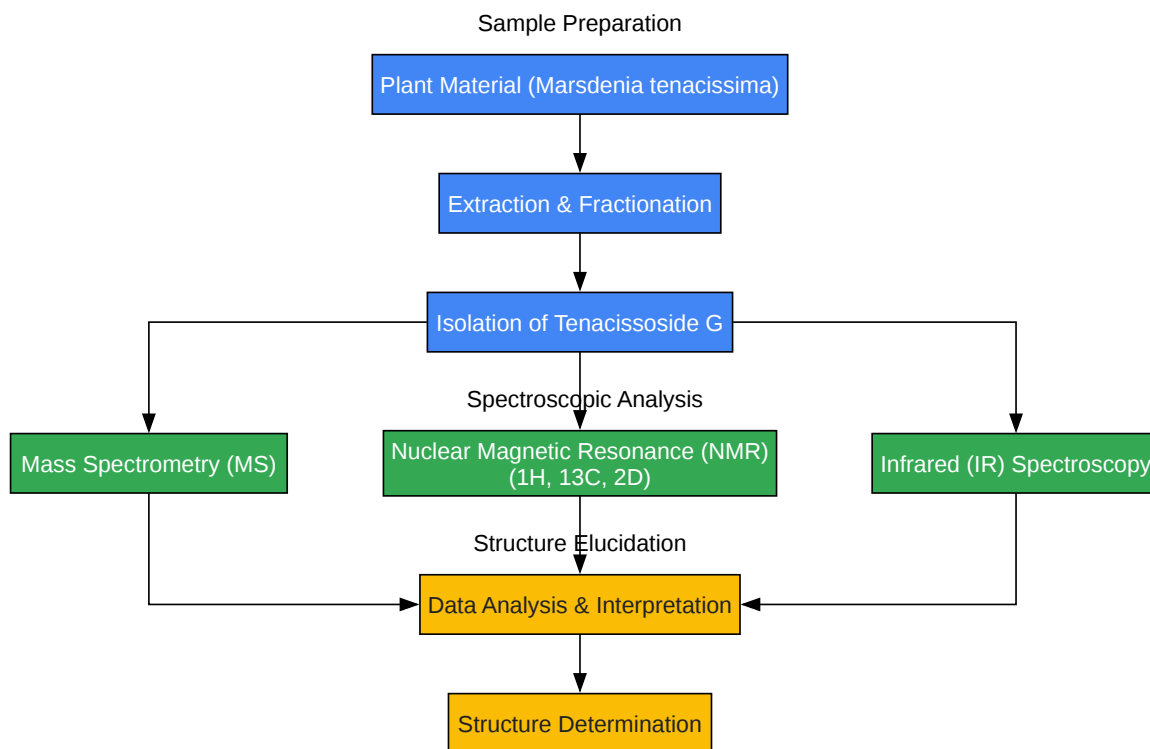 Sample Preparation
Plant Material (Marsdenia tenacissima)
Extraction & Fractionation
Isolation of Tenacissoside G
Spectroscopic Analysis
Mass Spectrometry (MS)
Nuclear Magnetic Resonance (NMR)
(1H, 13C, 2D)
Infrared (IR) Spectroscopy
Structure Elucidation
Data Analysis & Interpretation
Structure Determination